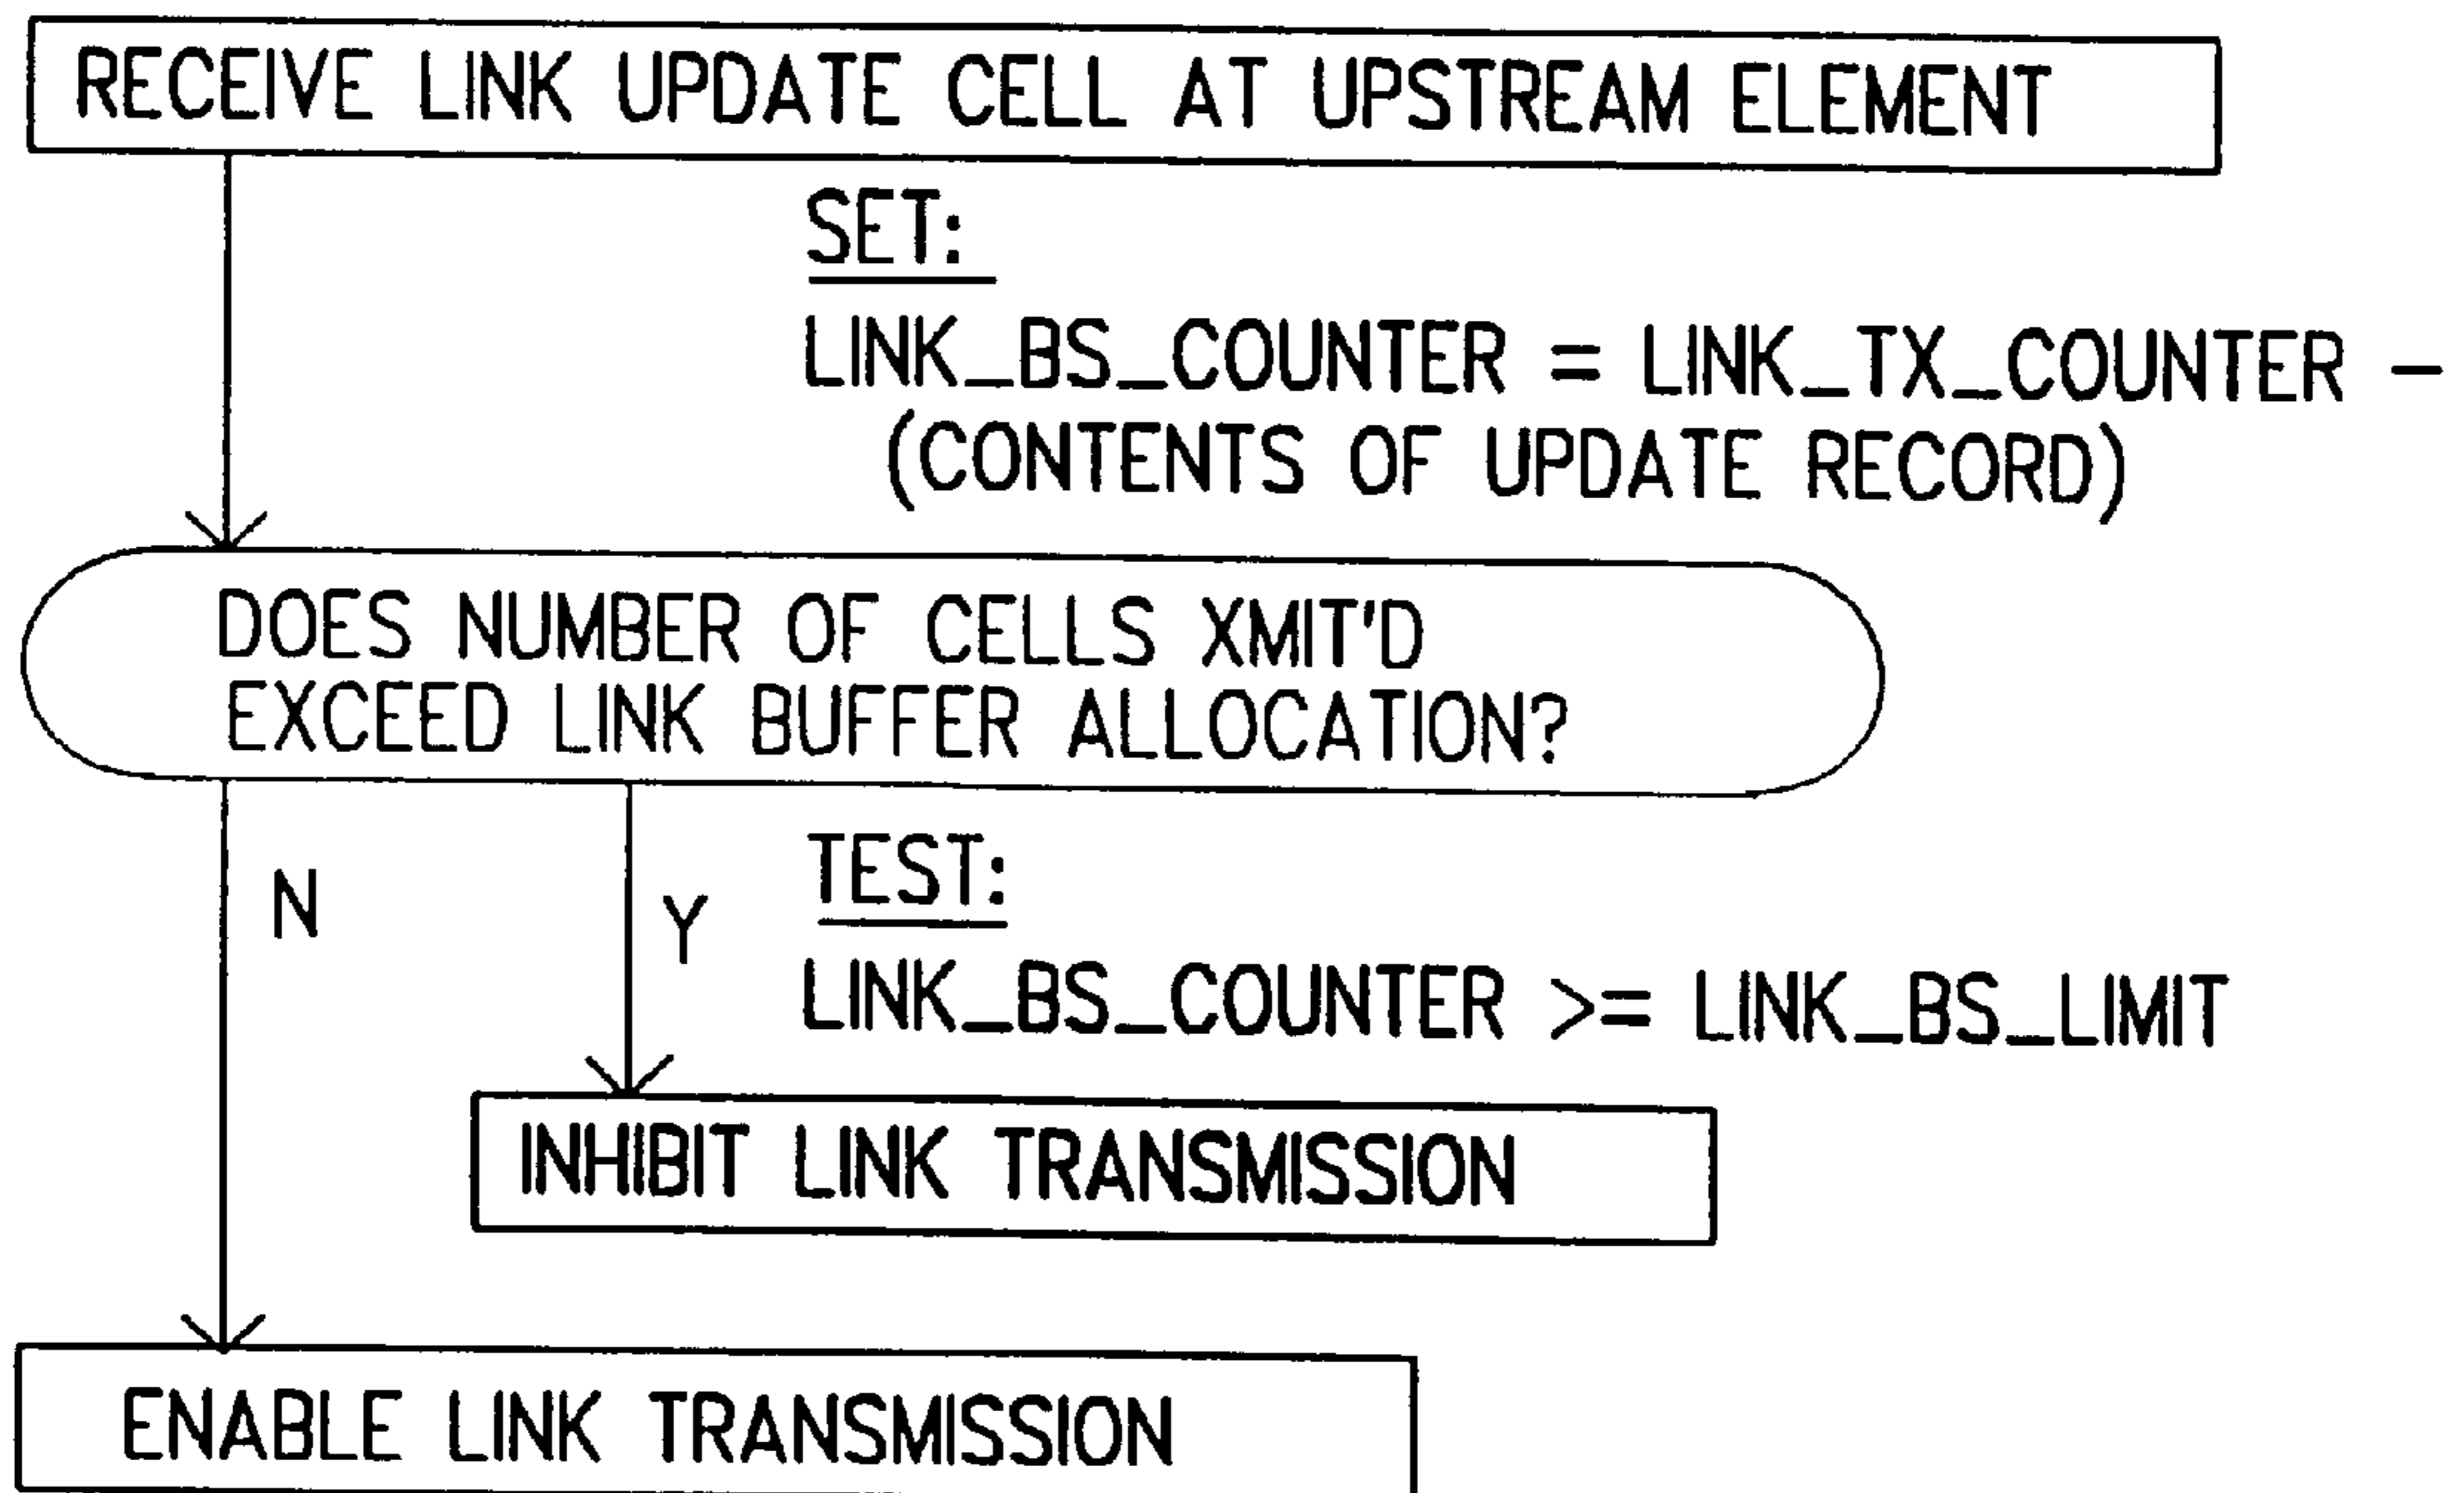 RECEIVE LINK UPDATE CELL AT UPSTREAM ELEMENT
SET:
LINK_BS_COUNTER = LINK_TX_COUNTER –
(CONTENTS OF UPDATE RECORD)
DOES NUMBER OF CELLS XMIT'D
EXCEED LINK BUFFER ALLOCATION?
N
Y
TEST:
LINK_BS_COUNTER >= LINK_BS_LIMIT
INHIBIT LINK TRANSMISSION
ENABLE LINK TRANSMISSION